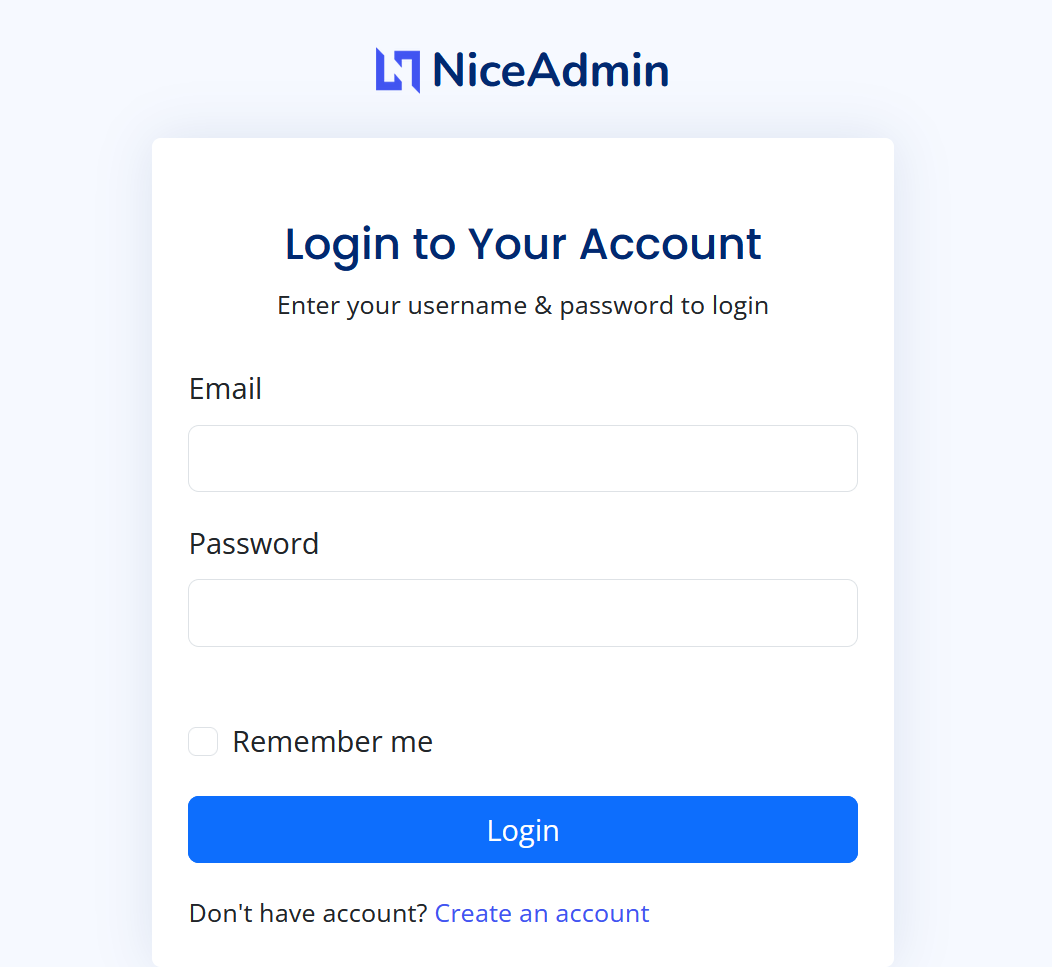 NiceAdmin
Login to Your Account
Enter your username & password to login
Email
Password
Remember me
Login
Don't have account? Create an account